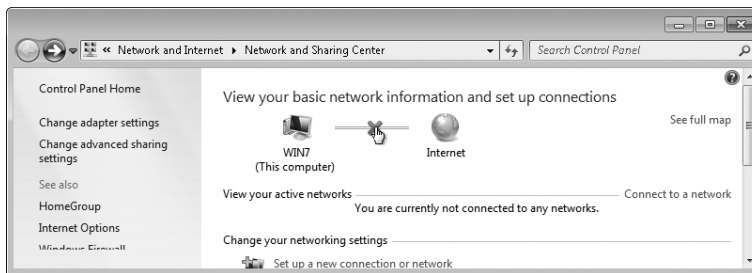 « Network and Internet ▸ Network and Sharing Center
Search Control Panel
Control Panel Home
Change adapter settings
Change advanced sharing
settings
See also
HomeGroup
Internet Options
Windows Firewall
View your basic network information and set up connections
See full map
WIN7
(This computer)
Internet
View your active networks
Connect to a network
You are currently not connected to any networks.
Change your networking settings
Set up a new connection or network